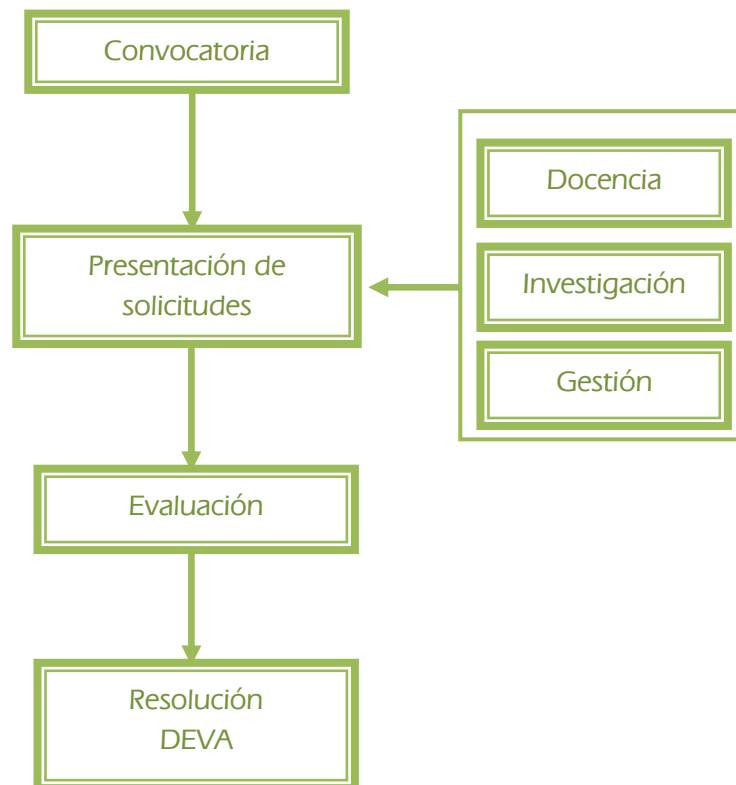 Convocatoria
Presentación de
solicitudes
Docencia
Investigación
Gestión
Evaluación
Resolución
DEVA